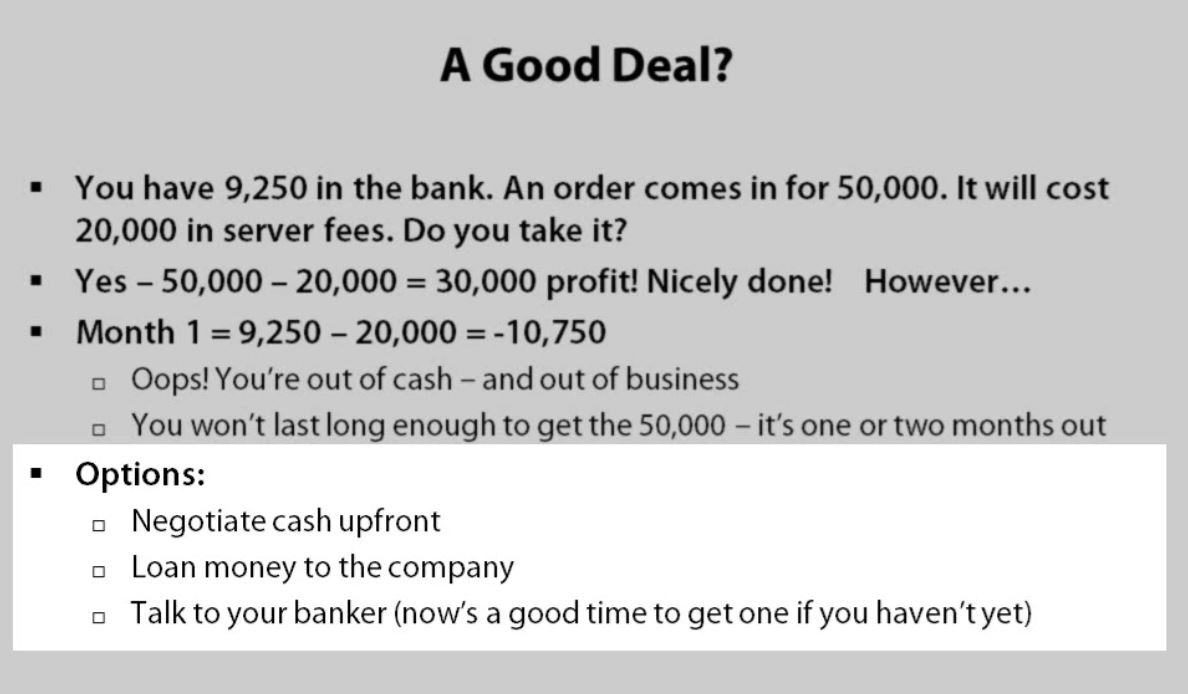 A Good Deal?
▪ You have 9,250 in the bank. An order comes in for 50,000. It will cost
20,000 in server fees. Do you take it?
▪ Yes – 50,000 – 20,000 = 30,000 profit! Nicely done! However…
▪ Month 1 = 9,250 – 20,000 = -10,750
▫ Oops! You're out of cash – and out of business
▫ You won't last long enough to get the 50,000 – it's one or two months out
▪ Options:
▫ Negotiate cash upfront
▫ Loan money to the company
▫ Talk to your banker (now's a good time to get one if you haven't yet)